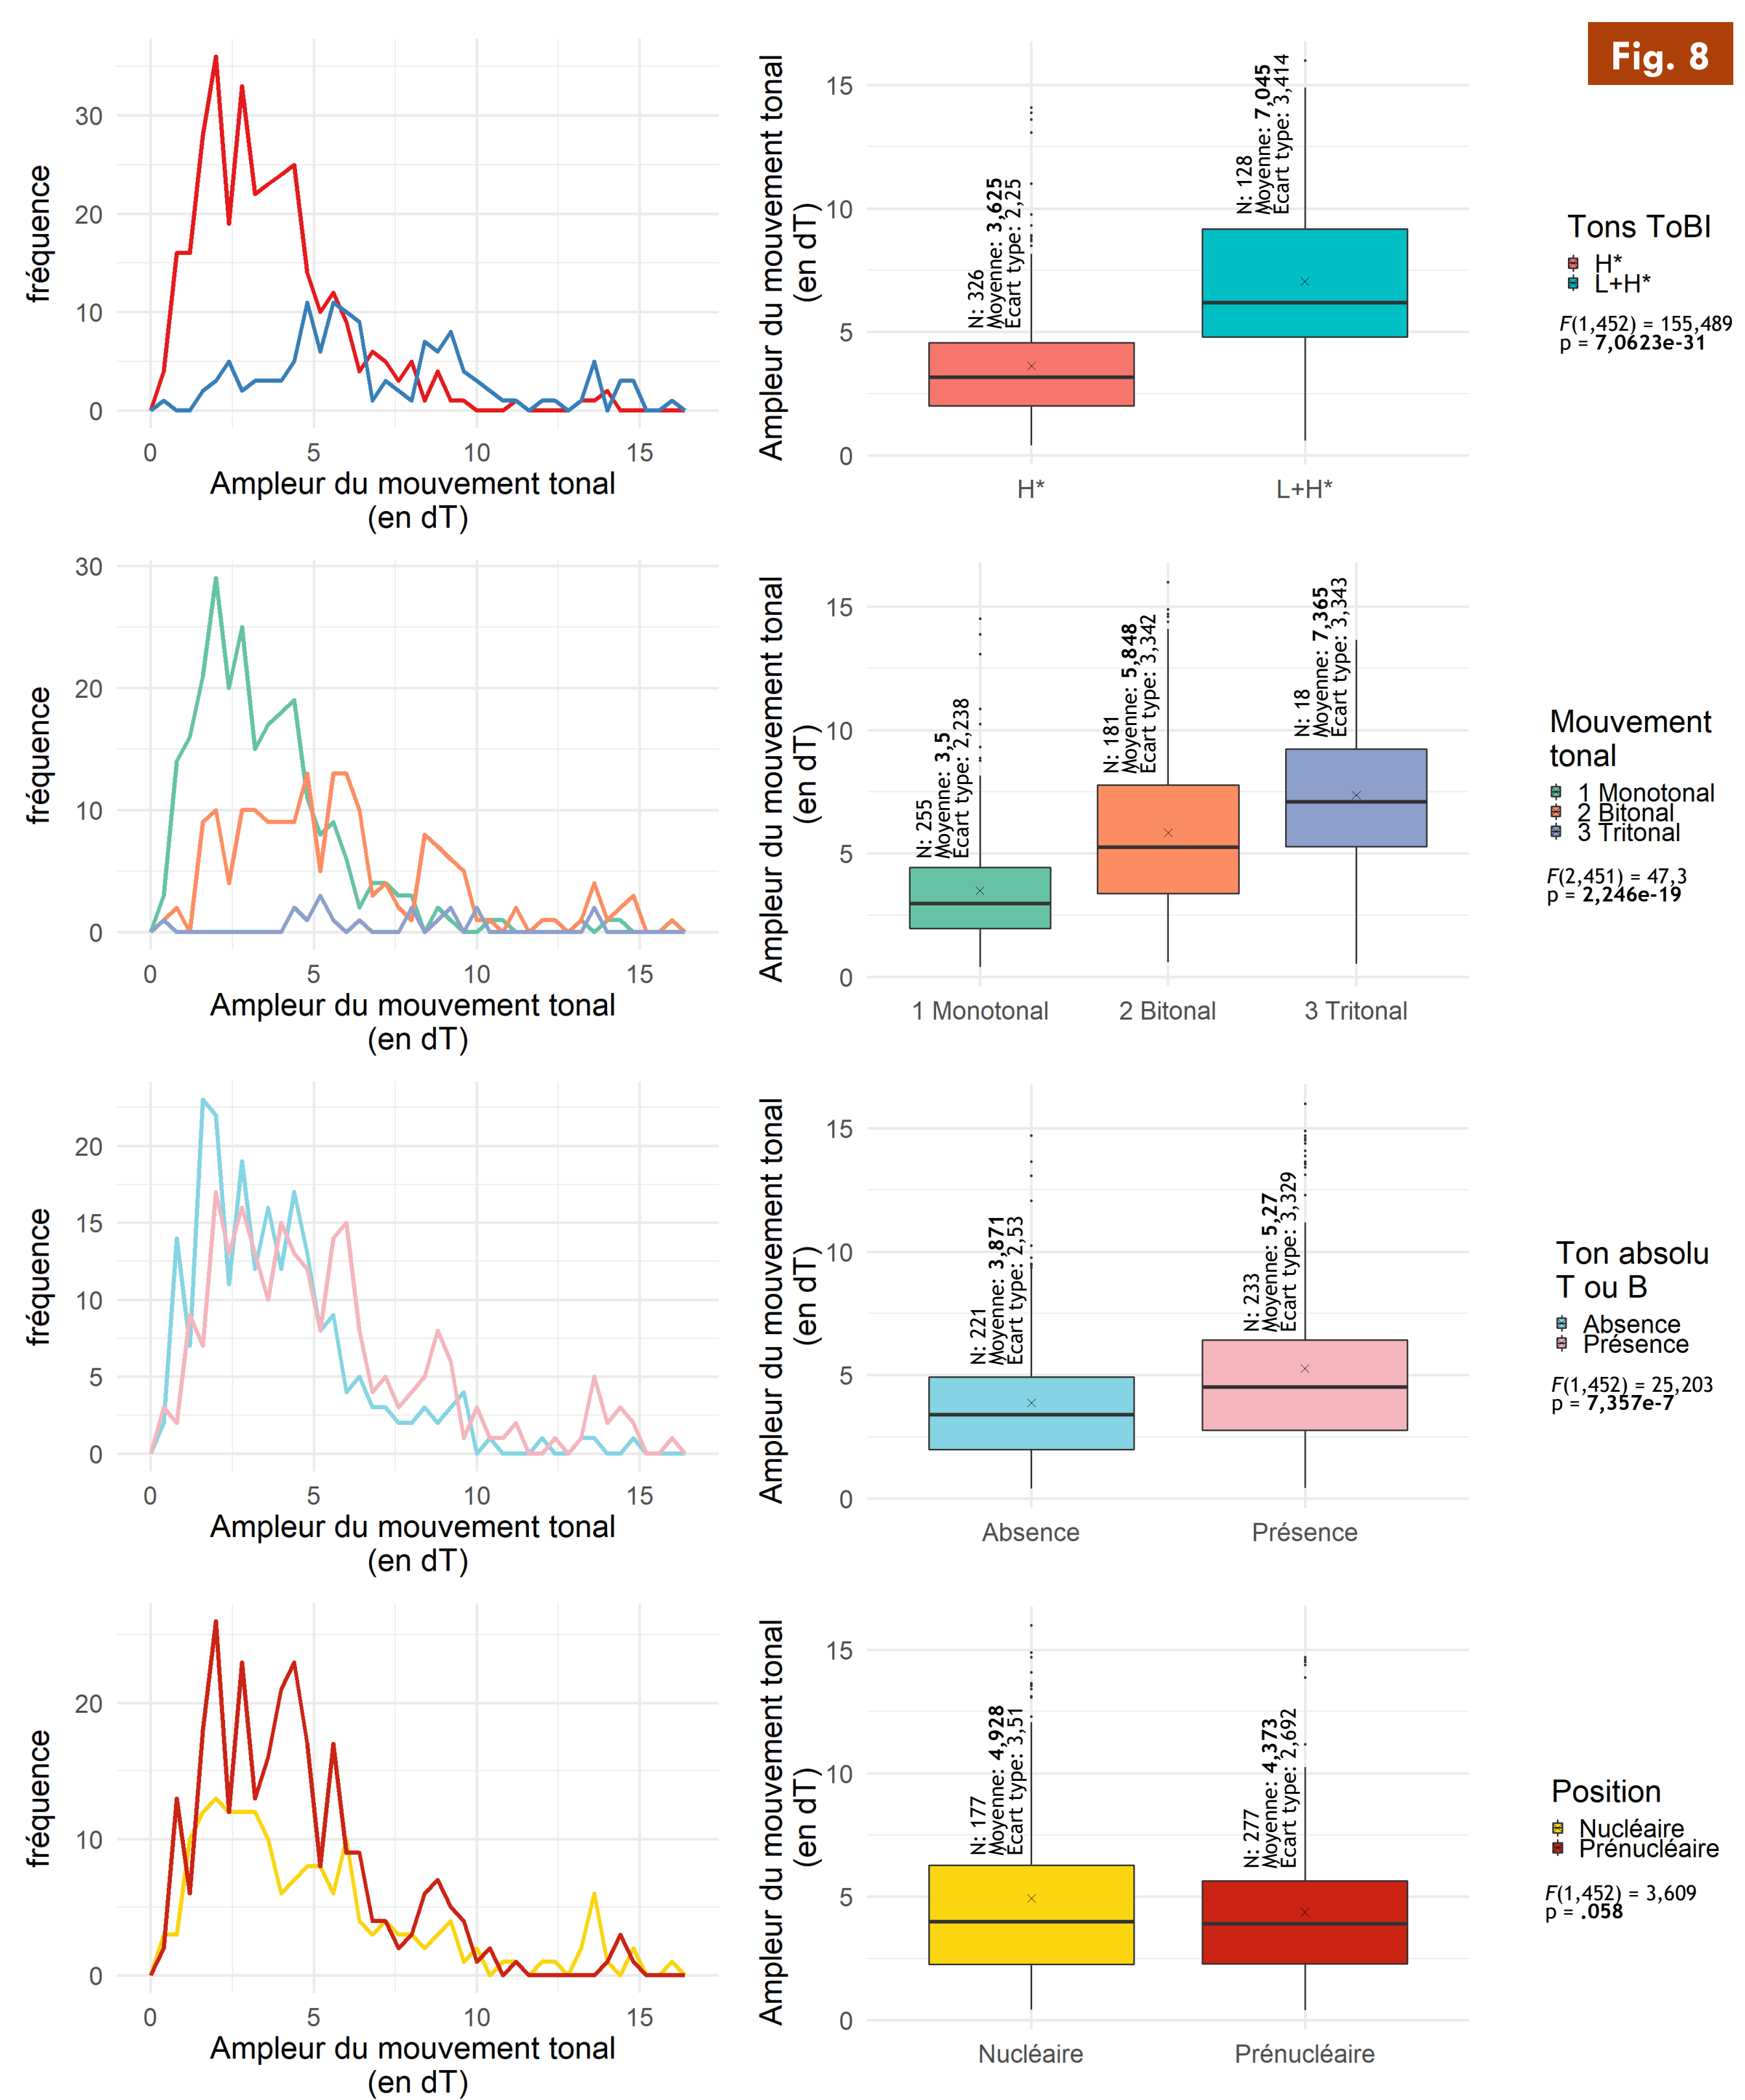 Fig. 8
fréquence
30
20
10
0
0
5
10
15
Ampleur du mouvement tonal
(en dT)
Ampleur du mouvement tonal
(en dT)
15
10
5
0
N: 326
Moyenne: 3,625
Ecart type: 2,25
N: 128
Moyenne: 7,045
Ecart type: 3,414
H*
L+H*
Tons ToBI
H*
L+H*
F(1,452) = 155,489
p = 7,0623e-31
fréquence
30
20
10
0
0
5
10
15
Ampleur du mouvement tonal
(en dT)
Ampleur du mouvement tonal
(en dT)
15
10
5
0
N: 255
Moyenne: 3,5
Ecart type: 2,238
N: 181
Moyenne: 5,848
Ecart type: 3,342
N: 18
Moyenne: 7,365
Ecart type: 3,343
1 Monotonal
2 Bitonal
3 Tritonal
Mouvement
tonal
1 Monotonal
2 Bitonal
3 Tritonal
F(2,451) = 47,3
p = 2,246e-19
fréquence
20
15
10
5
0
0
5
10
15
Ampleur du mouvement tonal
(en dT)
Ampleur du mouvement tonal
(en dT)
15
10
5
0
N: 221
Moyenne: 3,871
Ecart type: 2,53
N: 233
Moyenne: 5,27
Ecart type: 3,329
Absence
Présence
Ton absolu
T ou B
Absence
Présence
F(1,452) = 25,203
p = 7,357e-7
fréquence
20
10
0
0
5
10
15
Ampleur du mouvement tonal
(en dT)
Ampleur du mouvement tonal
(en dT)
15
10
5
0
N: 177
Moyenne: 4,928
Ecart type: 3,51
N: 277
Moyenne: 4,373
Ecart type: 2,692
Nucléaire
Prénucléaire
Position
Nucléaire
Prénucléaire
F(1,452) = 3,609
p = .058